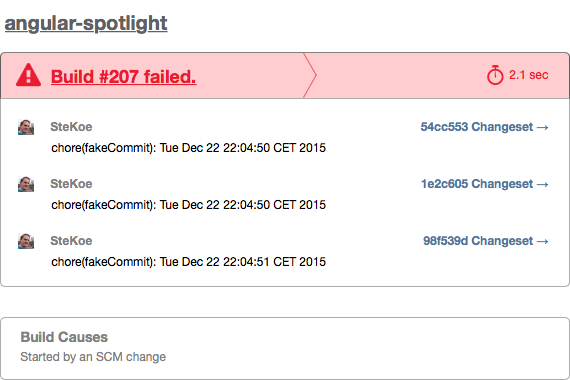 angular-spotlight
Build #207 failed.
2.1 sec
SteKoe
54cc553 Changeset →
chore(fakeCommit): Tue Dec 22 22:04:50 CET 2015
SteKoe
1e2c605 Changeset →
chore(fakeCommit): Tue Dec 22 22:04:50 CET 2015
SteKoe
98f539d Changeset →
chore(fakeCommit): Tue Dec 22 22:04:51 CET 2015
Build Causes
Started by an SCM change